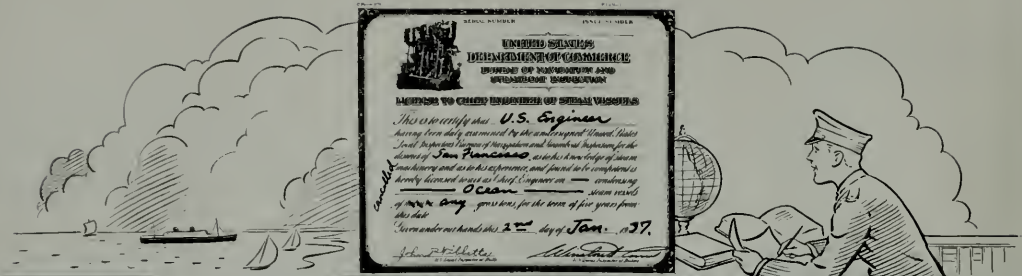 SERIAL NUMBER ISSUE NUMBER
UNITED STATES
DEPARTMENT OF COMMERCE
BUREAU OF NAVIGATION AND
STEAMBOAT INSPECTION
LICENSE TO CHIEF ENGINEER OF STEAM VESSELS
This is to certify that U.S. Engineer
having been duly examined by the undersigned United States
Local Inspectors Bureau of Navigation and Steamboat Inspection for the
district of San Francisco, as to his knowledge of steam
machinery and as to his experience, and found to be competent is
hereby licensed to act as Chief Engineer on — condensing
Ocean steam vessels
of any gross tons, for the term of five years from
this date
Given under our hands this 2nd day of Jan. 1937.
cancelled
John